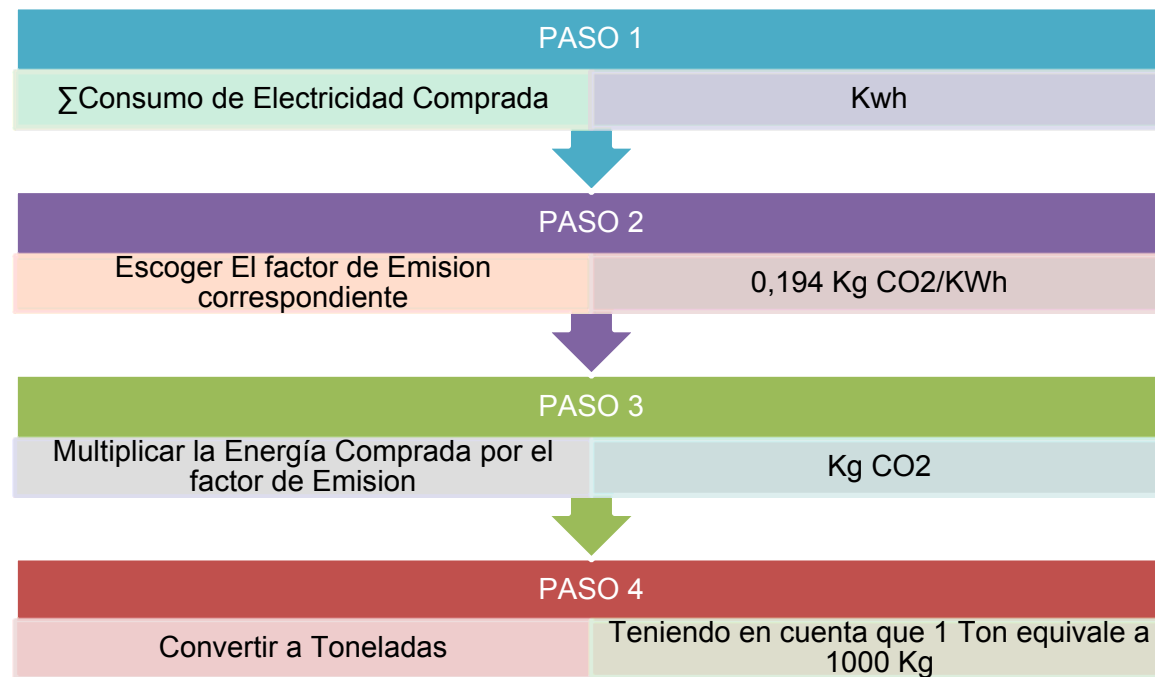 PASO 1
∑Consumo de Electricidad Comprada
Kwh
PASO 2
Escoger El factor de Emision
correspondiente
0,194 Kg CO2/KWh
PASO 3
Multiplicar la Energía Comprada por el
factor de Emision
Kg CO2
PASO 4
Convertir a Toneladas
Teniendo en cuenta que 1 Ton equivale a
1000 Kg